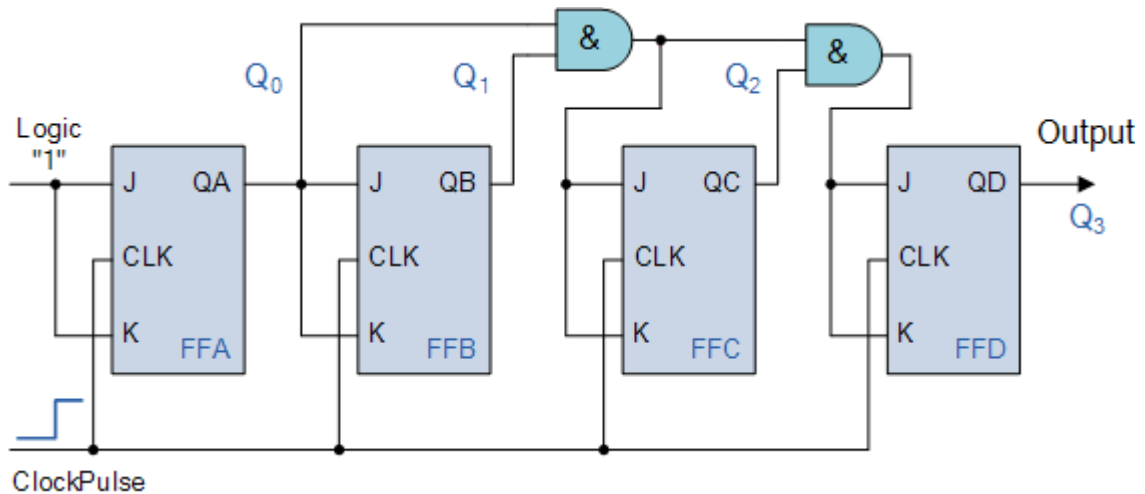 & &
Q0 Q1 Q2
Logic
"1"
Output
J QA J QB J QC J QD
Q3
CLK CLK CLK CLK
K K K K
FFA FFB FFC FFD
ClockPulse